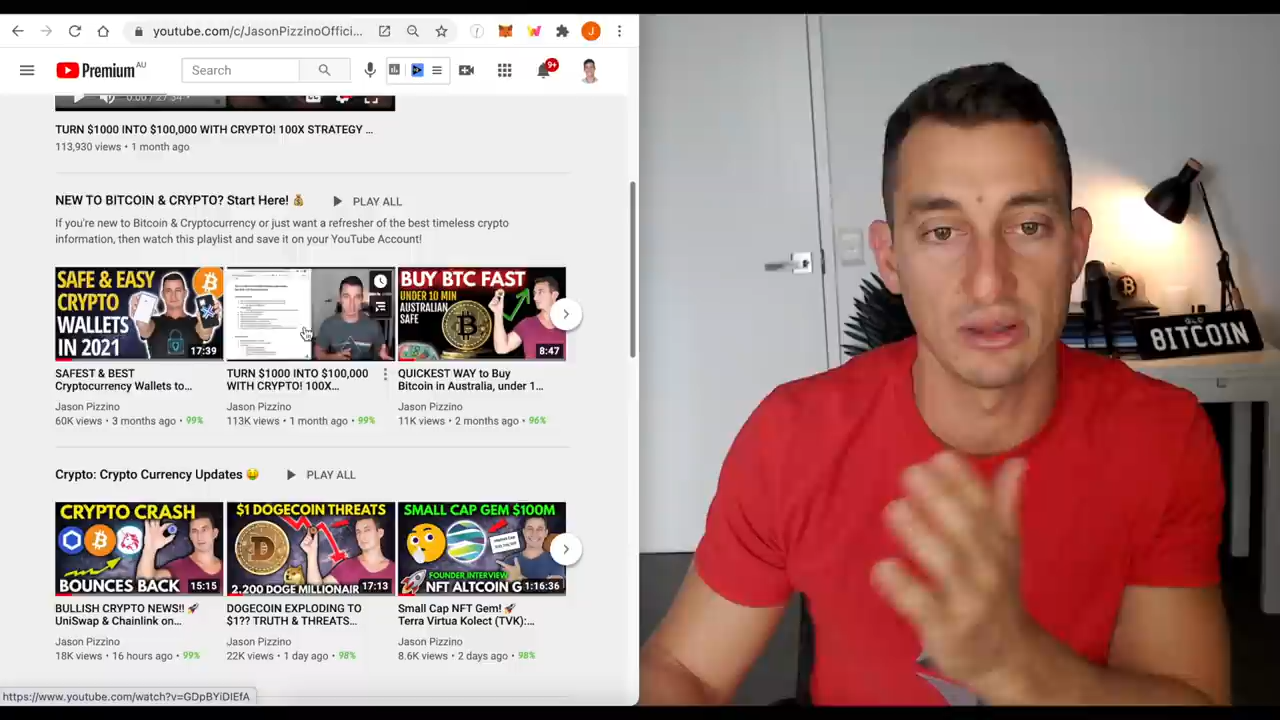 youtube.com/c/JasonPizzinoOffici...
J
Premium AU
Search
9+
0:00 / 27:54
TURN $1000 INTO $100,000 WITH CRYPTO! 100X STRATEGY ...
113,930 views • 1 month ago
NEW TO BITCOIN & CRYPTO? Start Here! 💰 PLAY ALL
If you're new to Bitcoin & Cryptocurrency or just want a refresher of the best timeless crypto
information, then watch this playlist and save it on your YouTube Account!
SAFE & EASY
CRYPTO
WALLETS
IN 2021
17:39
BUY BTC FAST
UNDER 10 MIN
AUSTRALIAN
SAFE
8:47
SAFEST & BEST
Cryptocurrency Wallets to...
Jason Pizzino
60K views • 3 months ago 99%
TURN $1000 INTO $100,000
WITH CRYPTO! 100X...
Jason Pizzino
113K views • 1 month ago 99%
QUICKEST WAY to Buy
Bitcoin in Australia, under 1...
Jason Pizzino
11K views • 2 months ago 96%
Crypto: Crypto Currency Updates 🤑 PLAY ALL
CRYPTO CRASH
BOUNCES BACK
15:15
$1 DOGECOIN THREATS
2,200 DOGE MILLIONAIR
17:13
SMALL CAP GEM $100M
FOUNDER INTERVIEW
NFT ALTCOIN G
1:16:36
BULLISH CRYPTO NEWS!! 🚀
UniSwap & Chainlink on...
Jason Pizzino
18K views • 16 hours ago 99%
DOGECOIN EXPLODING TO
$1?? TRUTH & THREATS...
Jason Pizzino
22K views • 1 day ago 98%
Small Cap NFT Gem! 🚀
Terra Virtua Kolect (TVK):...
Jason Pizzino
8.6K views • 2 days ago 98%
https://www.youtube.com/watch?v=GDpBYiDIEfA
QLD
BITCOIN